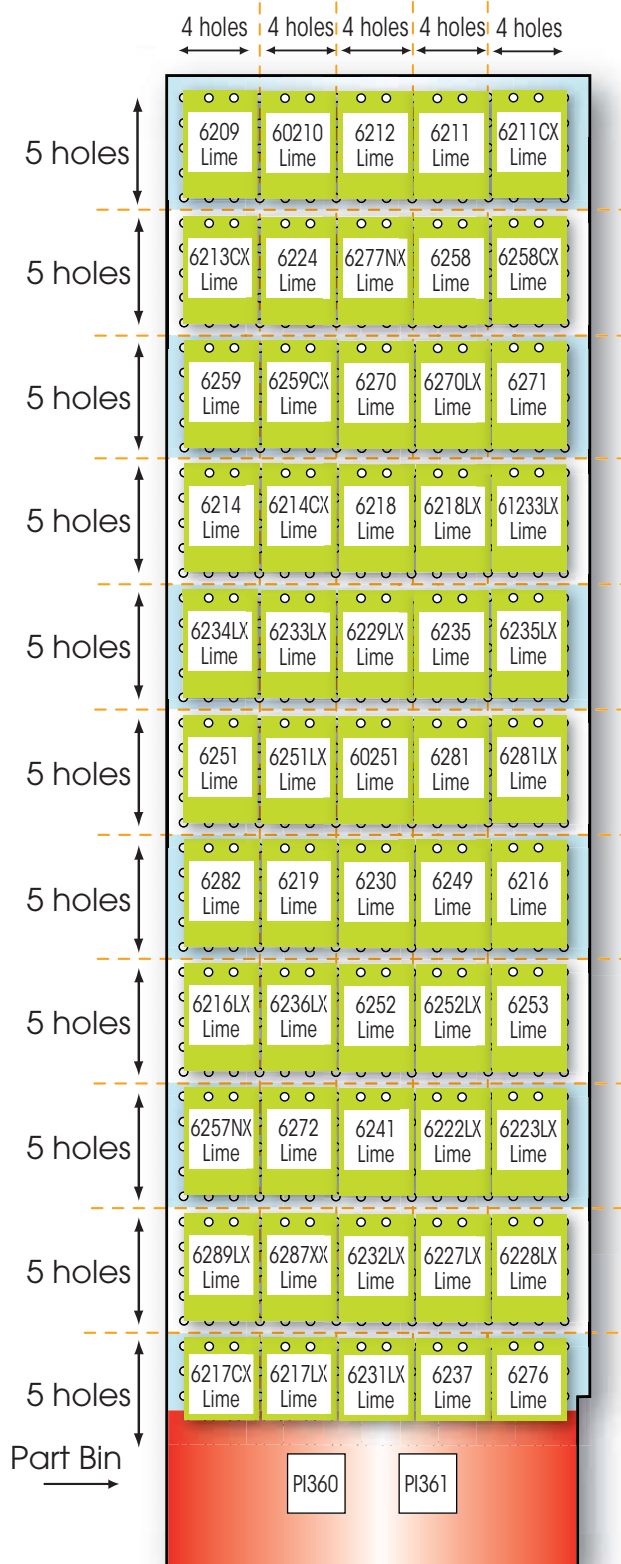 4 holes 4 holes 4 holes 4 holes 4 holes
5 holes
6209 60210 6212 6211 6211CX
Lime Lime Lime Lime Lime
5 holes
6213CX 6224 6277NX 6258 6258CX
Lime Lime Lime Lime Lime
5 holes
6259 6259CX 6270 6270LX 6271
Lime Lime Lime Lime Lime
5 holes
6214 6214CX 6218 6218LX 61233LX
Lime Lime Lime Lime Lime
5 holes
6234LX 6233LX 6229LX 6235 6235LX
Lime Lime Lime Lime Lime
5 holes
6251 6251LX 60251 6281 6281LX
Lime Lime Lime Lime Lime
5 holes
6282 6219 6230 6249 6216
Lime Lime Lime Lime Lime
5 holes
6216LX 6236LX 6252 6252LX 6253
Lime Lime Lime Lime Lime
5 holes
6257NX 6272 6241 6222LX 6223LX
Lime Lime Lime Lime Lime
5 holes
6289LX 6287XX 6232LX 6227LX 6228LX
Lime Lime Lime Lime Lime
5 holes
6217CX 6217LX 6231LX 6237 6276
Lime Lime Lime Lime Lime
Part Bin
PI360 PI361